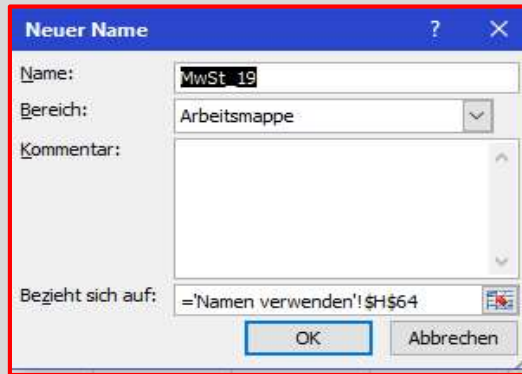 Neuer Name ? ×
Name: MwSt_19
Bereich: Arbeitsmappe
Kommentar:
Bezieht sich auf: ='Namen verwenden'!$H$64
OK Abbrechen